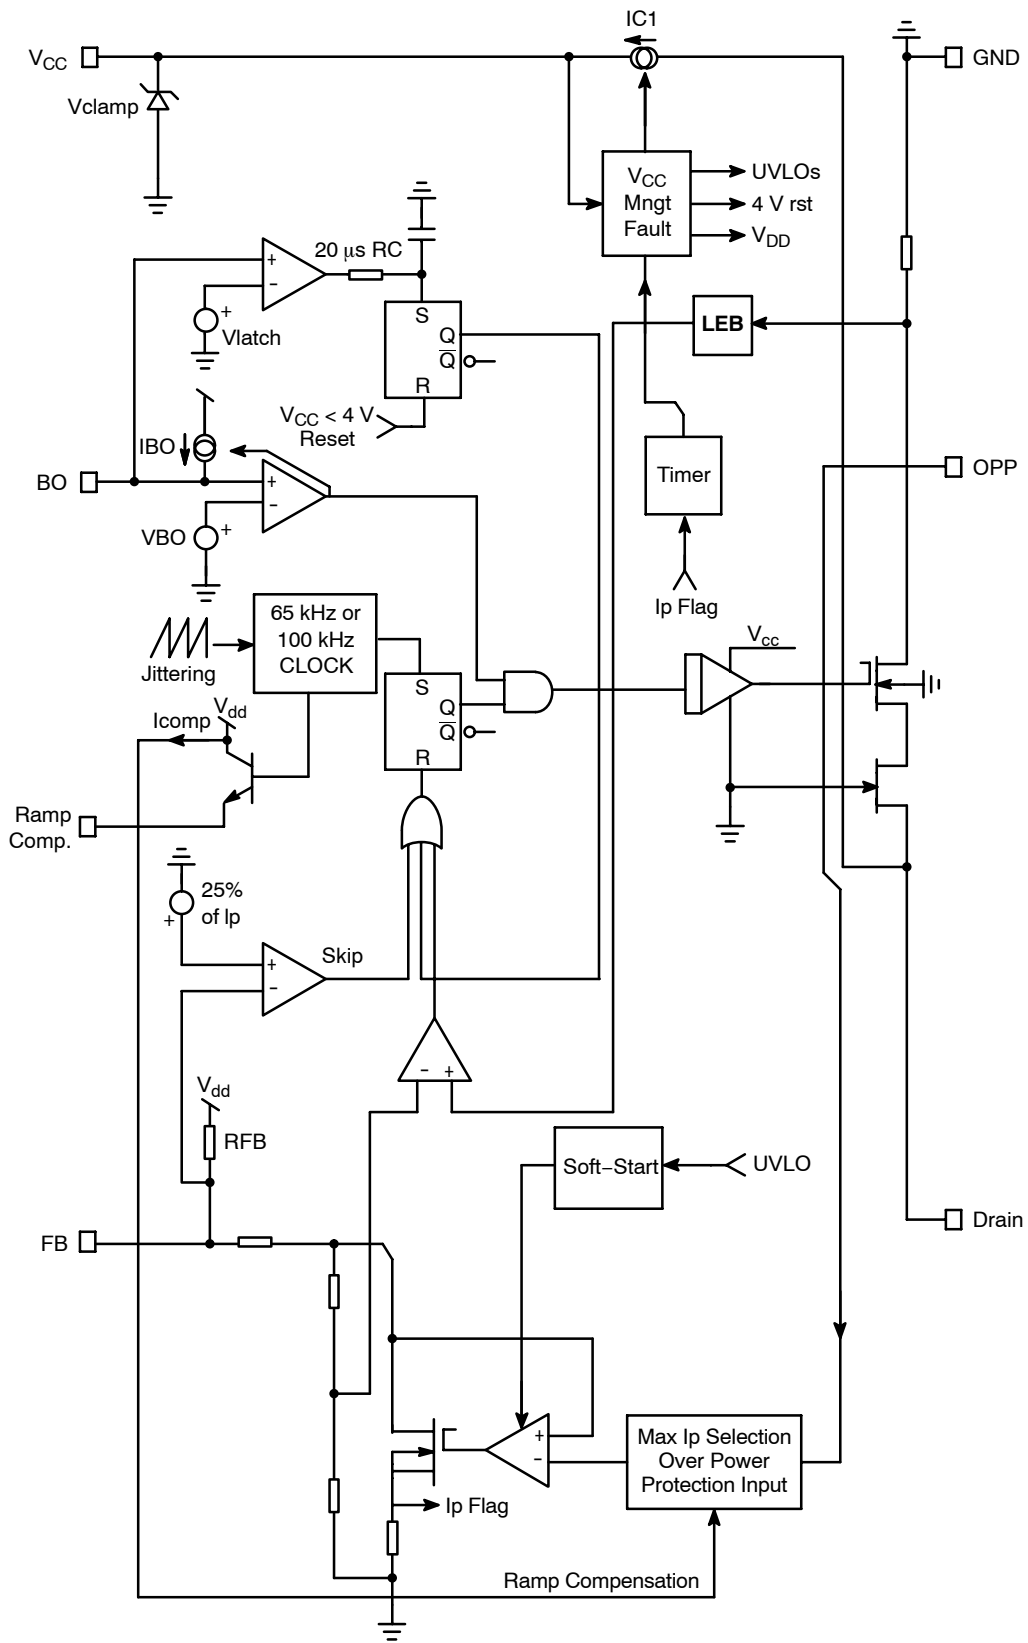 IC1
VCC
GND
Vclamp
VCC
Mngt
Fault
UVLOs
4 V rst
VDD
20 μs RC
+
−
+
Vlatch
S
Q
Q̅
R
LEB
VCC < 4 V
Reset
IBO
BO
+
−
VBO
+
Timer
OPP
Ip Flag
65 kHz or
100 kHz
CLOCK
Jittering
Vcc
S
Q
Q̅
R
Icomp
Vdd
Ramp
Comp.
25%
of Ip
+
+
−
Skip
− +
Vdd
RFB
Soft−Start
UVLO
Drain
FB
+
−
Max Ip Selection
Over Power
Protection Input
Ip Flag
Ramp Compensation